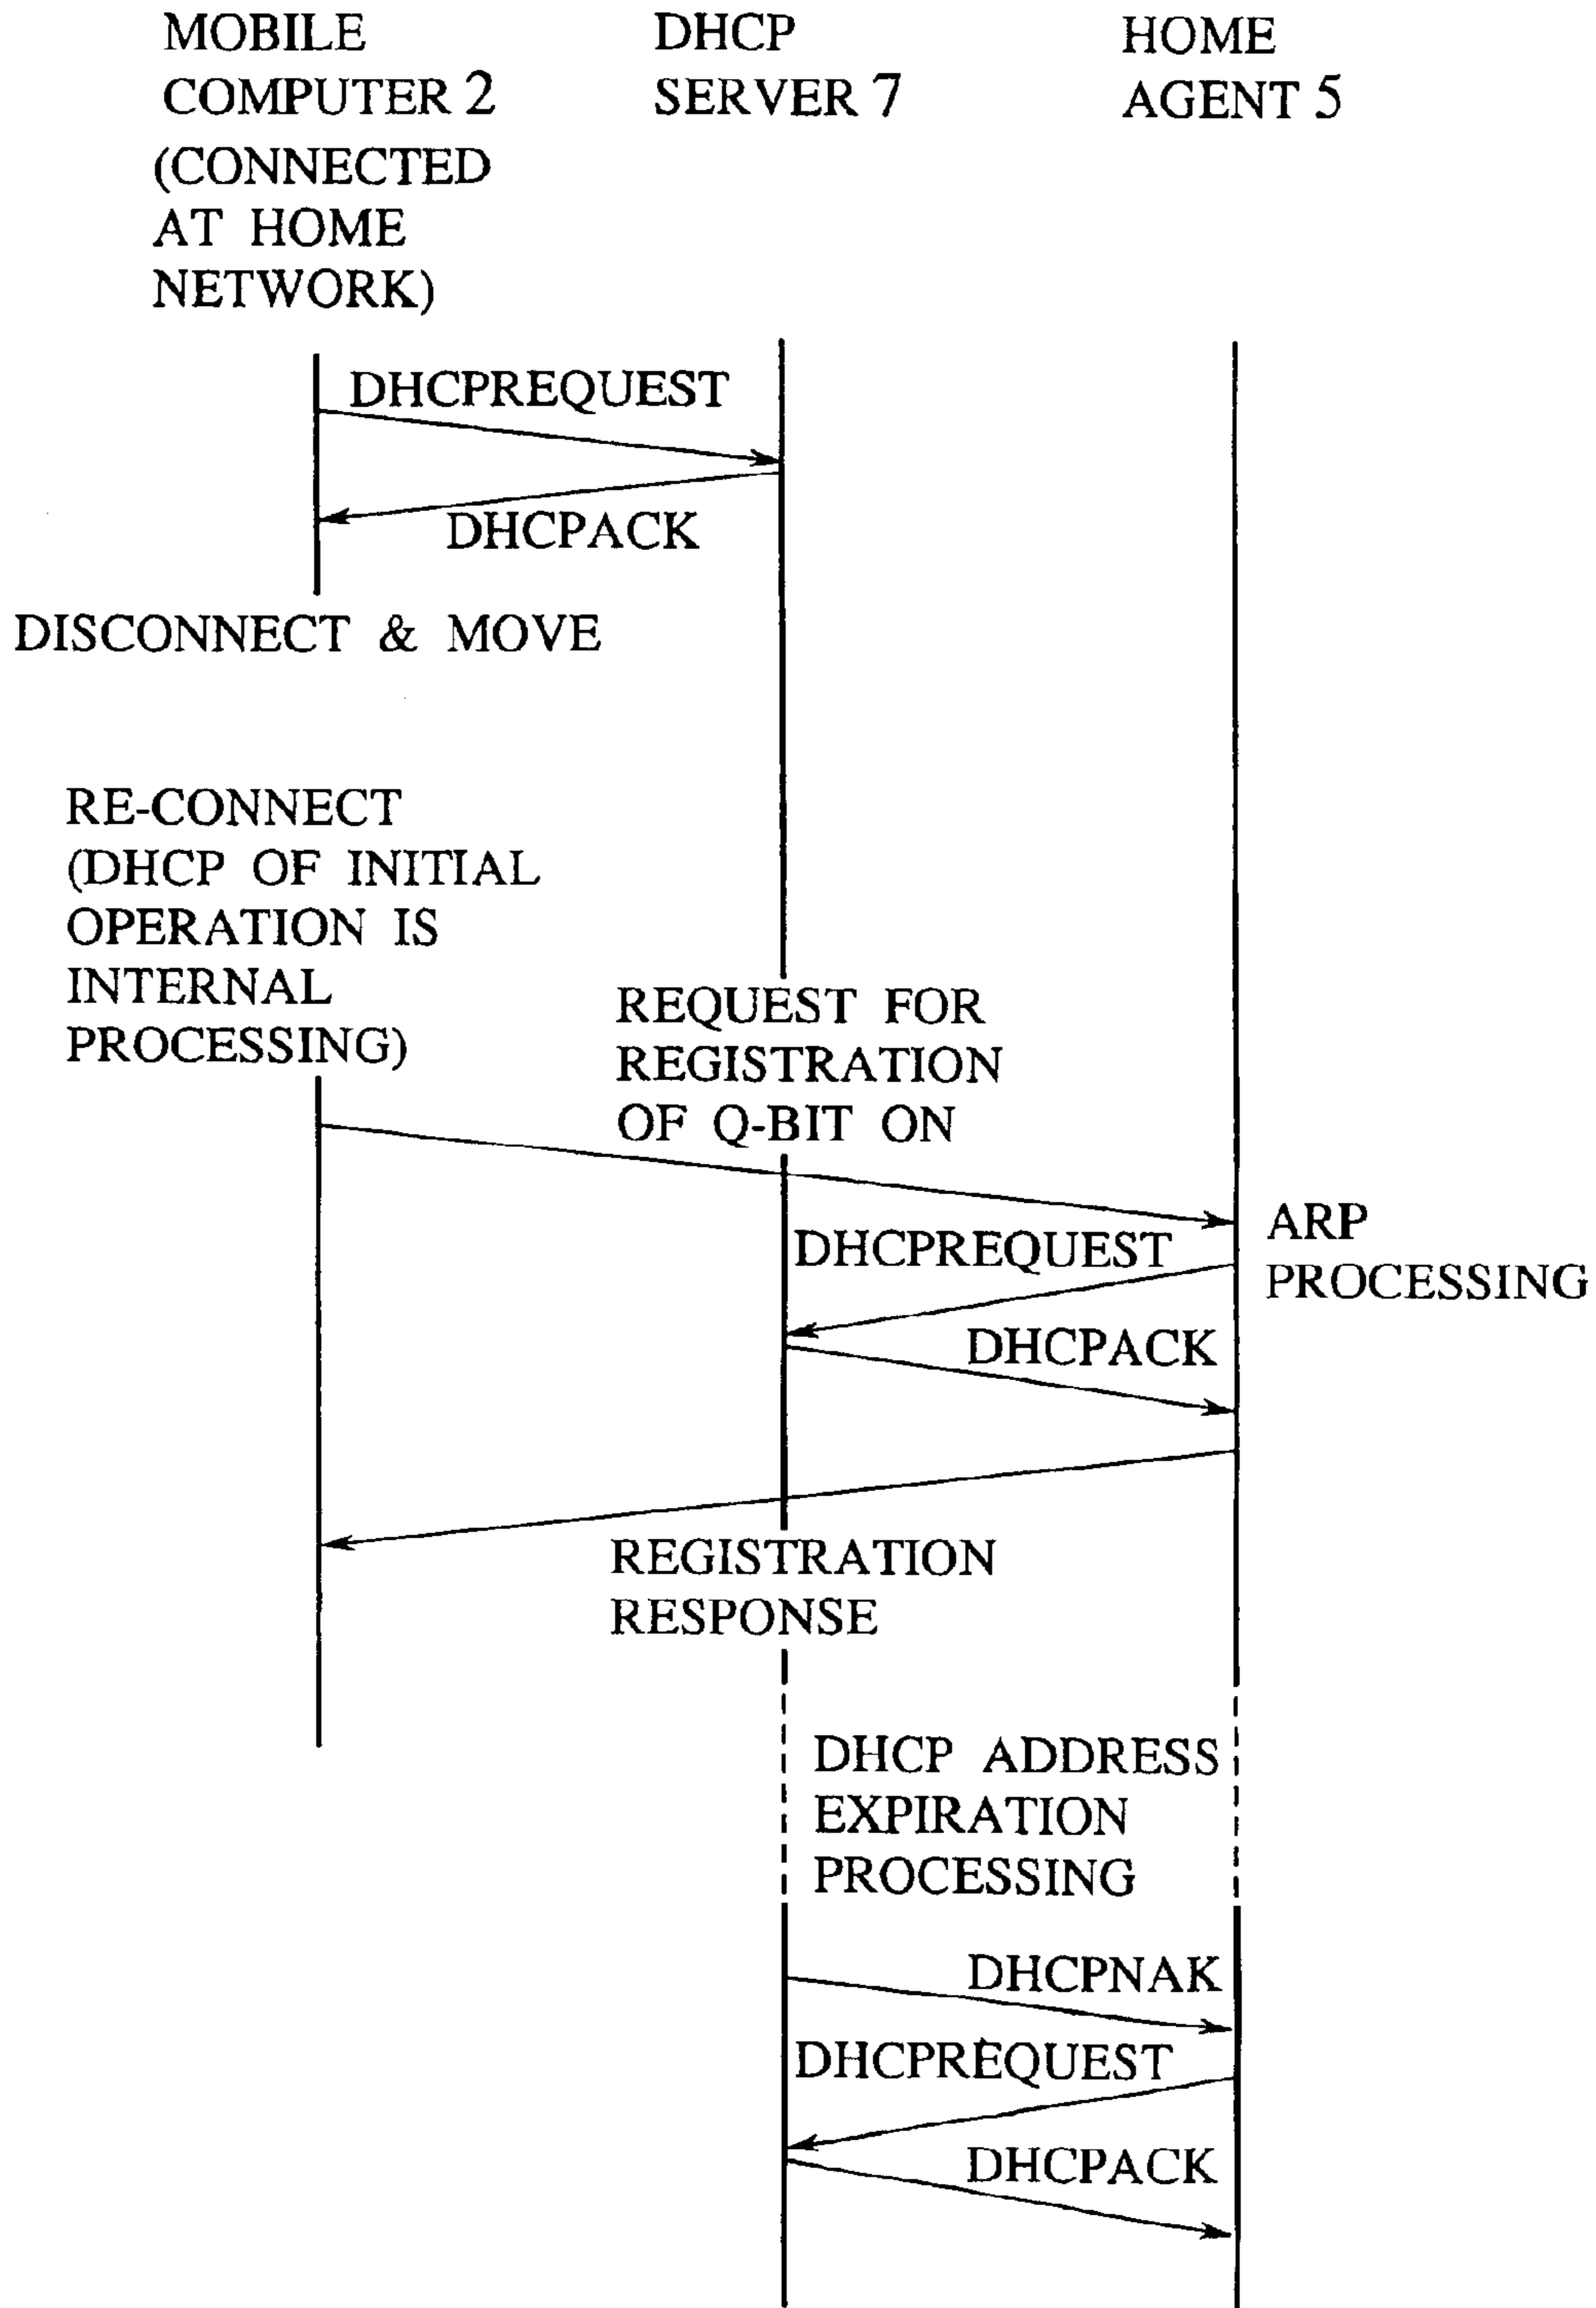 MOBILE
COMPUTER 2
(CONNECTED
AT HOME
NETWORK)
DHCP
SERVER 7
HOME
AGENT 5
DHCPREQUEST
DHCPACK
DISCONNECT & MOVE
RE-CONNECT
(DHCP OF INITIAL
OPERATION IS
INTERNAL
PROCESSING)
REQUEST FOR
REGISTRATION
OF Q-BIT ON
ARP
PROCESSING
DHCPREQUEST
DHCPACK
REGISTRATION
RESPONSE
DHCP ADDRESS
EXPIRATION
PROCESSING
DHCPNAK
DHCPREQUEST
DHCPACK